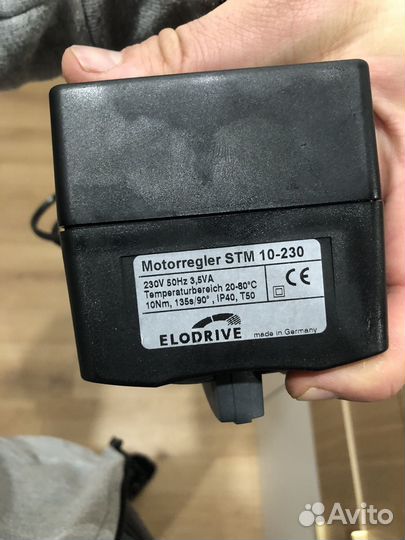 Motorregler STM 10-230
230V 50Hz 3,5VA
Temperaturbereich 20-80°C
10Nm, 135s/90°, IP40, T50
CE
ELODRIVE
made in Germany
Avito